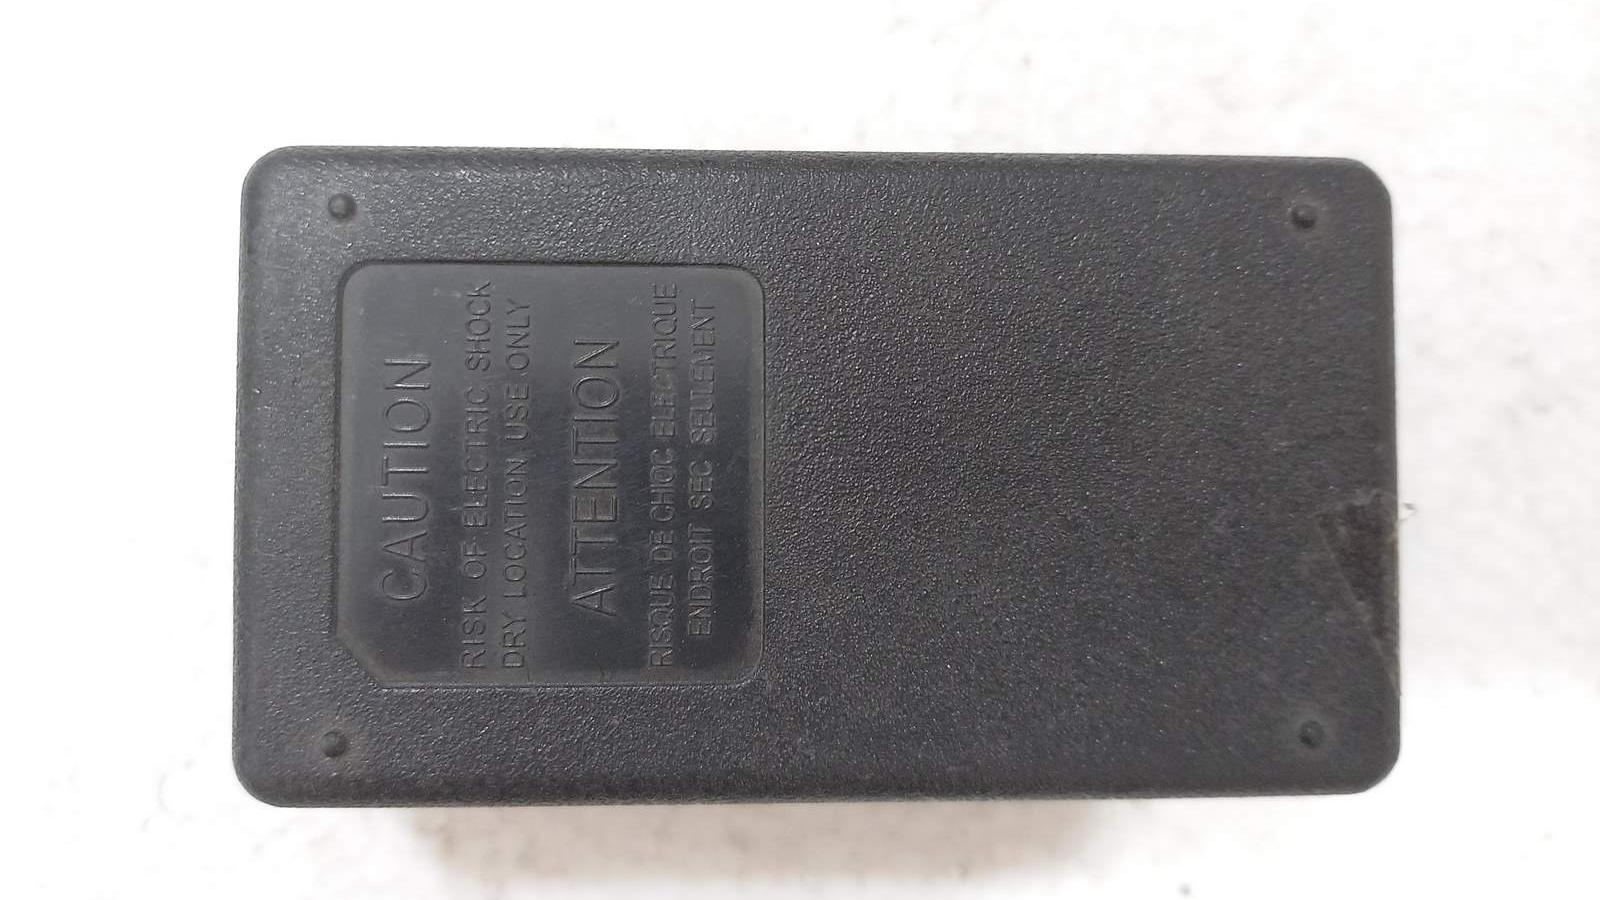 CAUTION
RISK OF ELECTRIC SHOCK
DRY LOCATION USE ONLY
ATTENTION
RISQUE DE CHOC ELECTRIQUE
ENDROIT SEC SEULEMENT